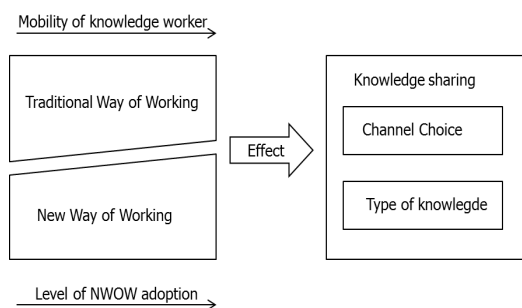 Mobility of knowledge worker
Traditional Way of Working
New Way of Working
Level of NWOW adoption
Effect
Knowledge sharing
Channel Choice
Type of knowlegde